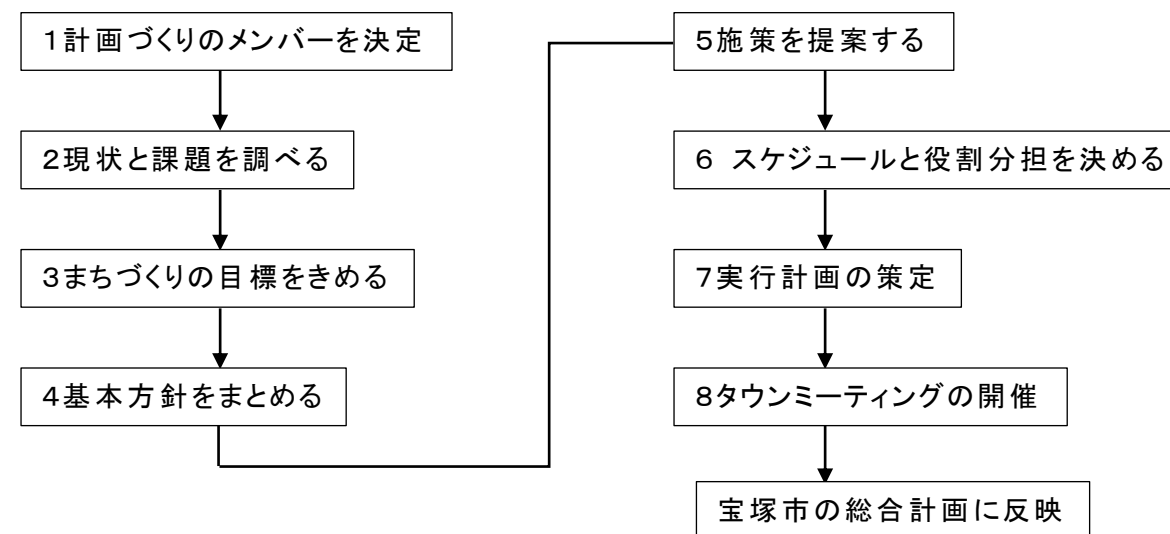 1計画づくりのメンバーを決定
2現状と課題を調べる
3まちづくりの目標をきめる
4基本方針をまとめる
5施策を提案する
6 スケジュールと役割分担を決める
7実行計画の策定
8タウンミーティングの開催
宝塚市の総合計画に反映